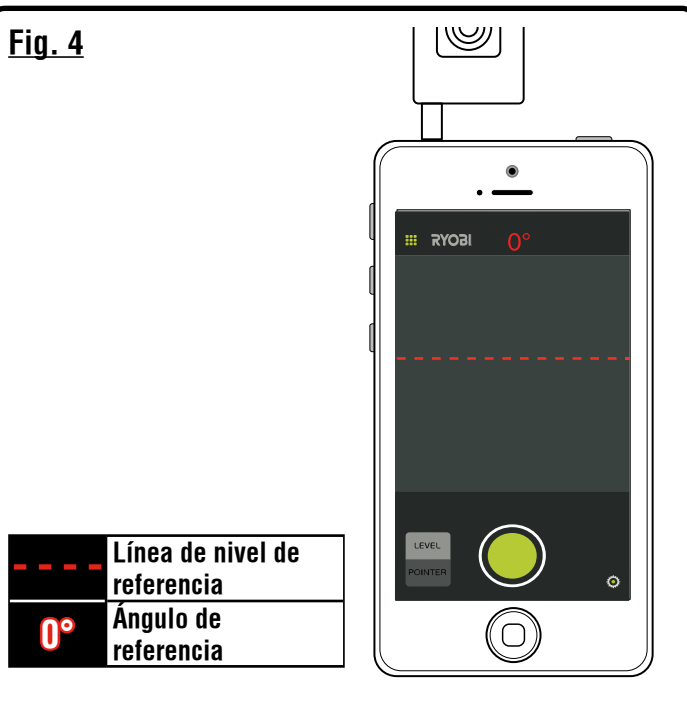 Fig. 4
RYOBI 0°
LEVEL
POINTER
Línea de nivel de
referencia
0° Ángulo de
referencia